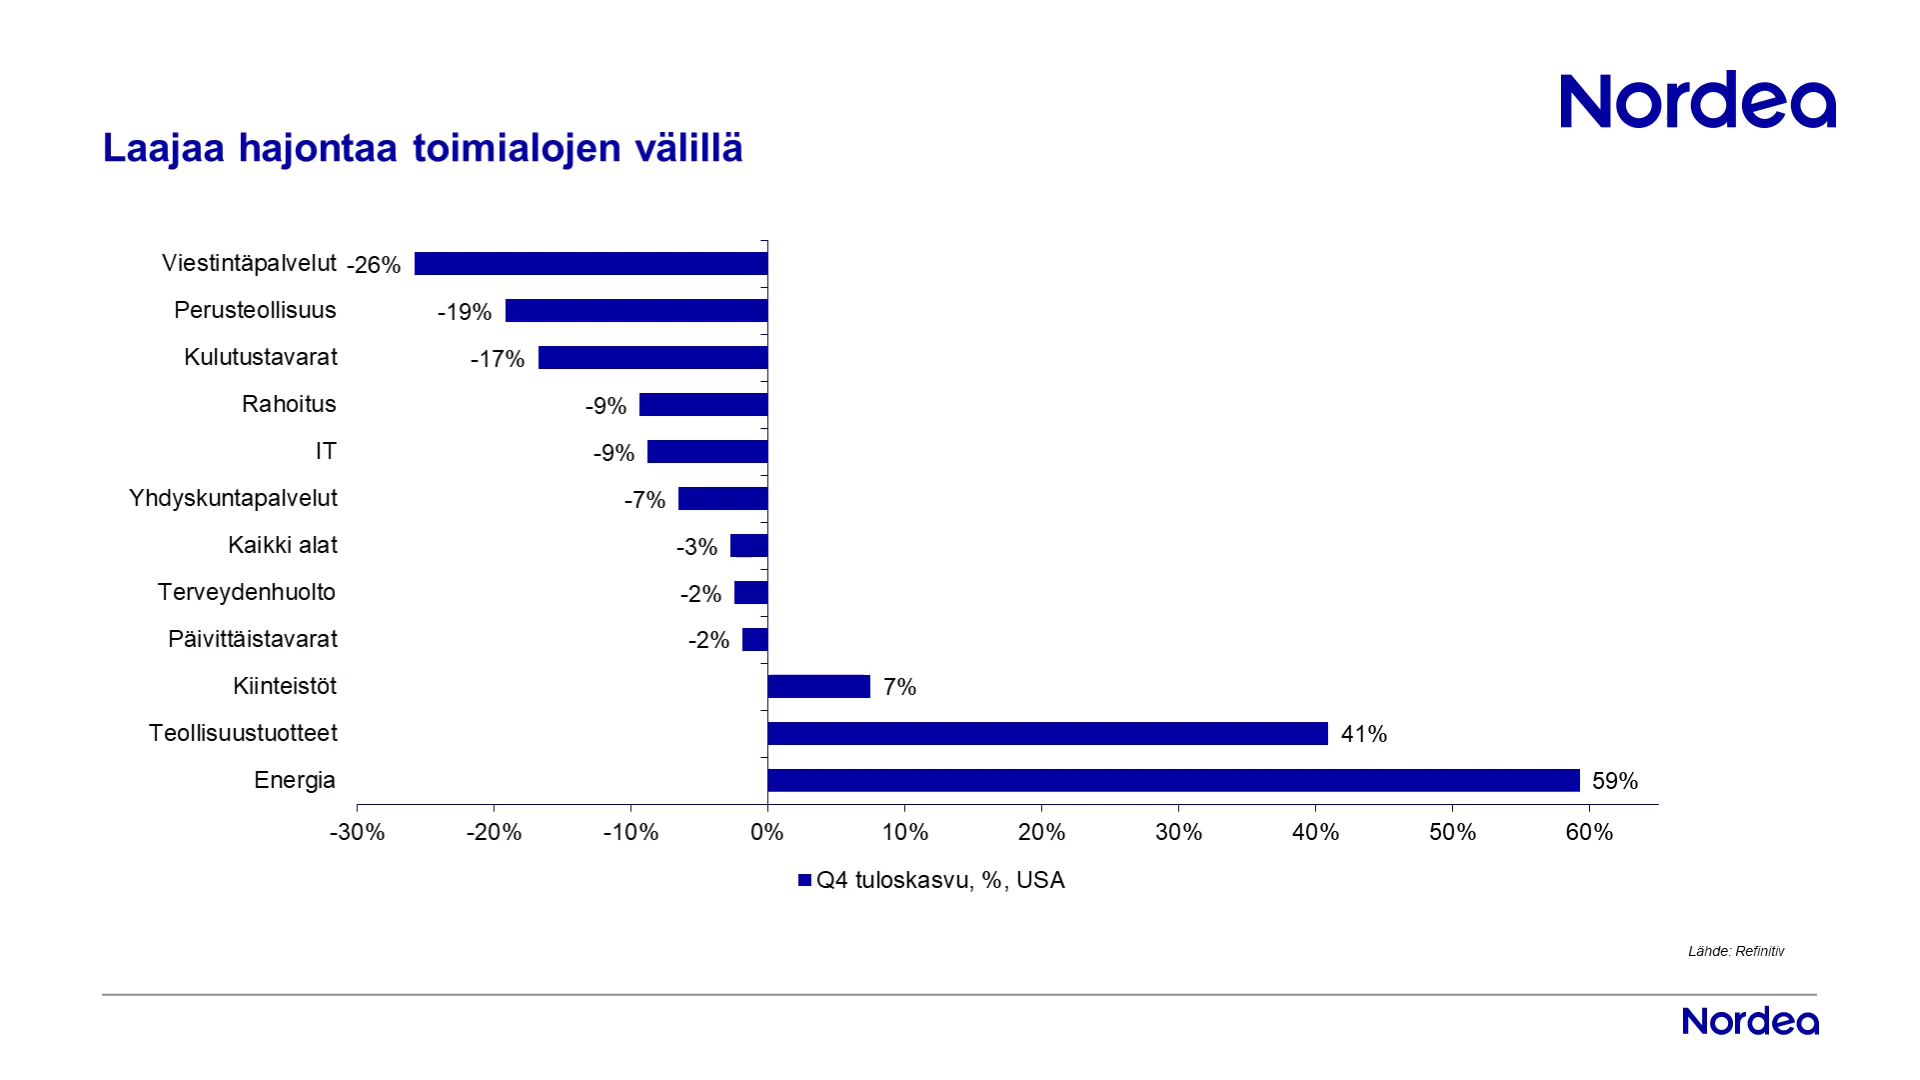 Nordea
Laajaa hajontaa toimialojen välillä
Viestintäpalvelut -26%
Perusteollisuus -19%
Kulutustavarat -17%
Rahoitus -9%
IT -9%
Yhdyskuntapalvelut -7%
Kaikki alat -3%
Terveydenhuolto -2%
Päivittäistavarat -2%
Kiinteistöt 7%
Teollisuustuotteet 41%
Energia 59%
-30% -20% -10% 0% 10% 20% 30% 40% 50% 60%
Q4 tuloskasvu, %, USA
Lähde: Refinitiv
Nordea